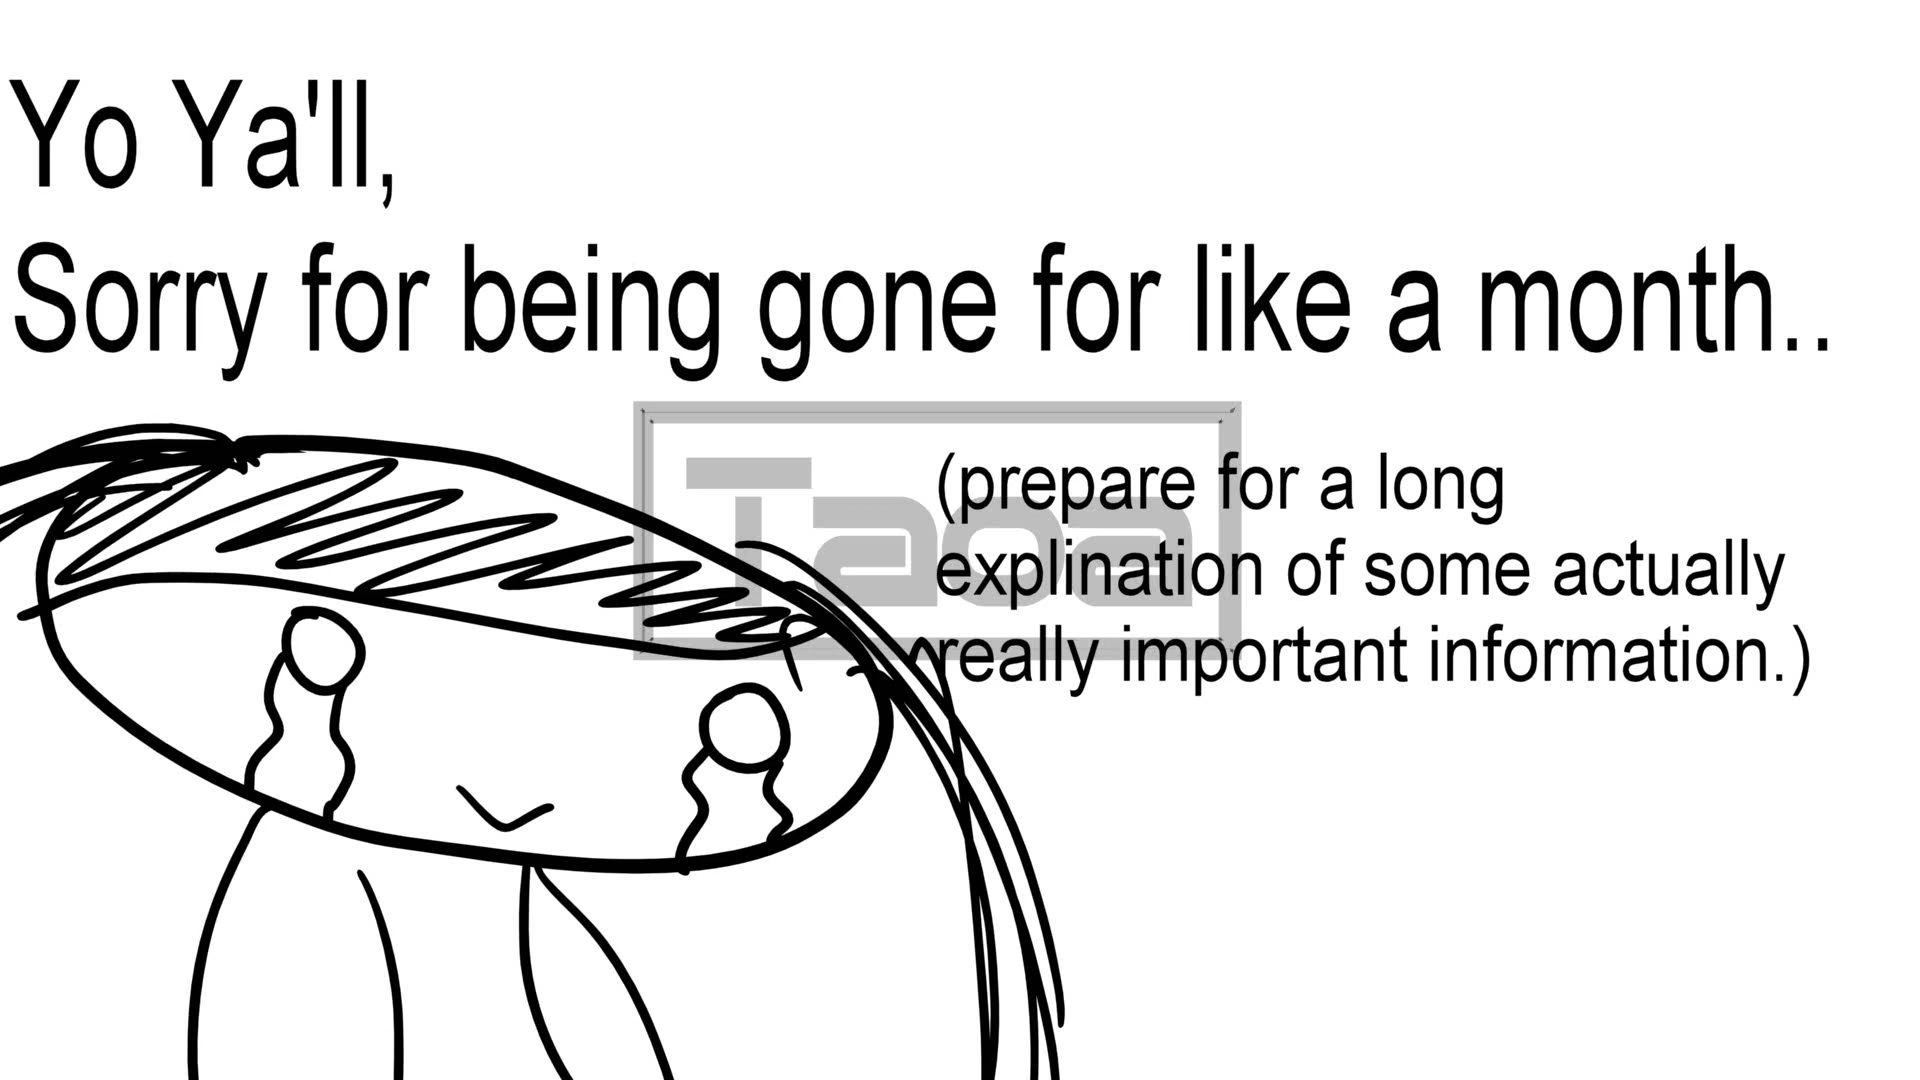 Yo Ya'll,
Sorry for being gone for like a month..
(prepare for a long
explination of some actually
really important information.)
Taoa